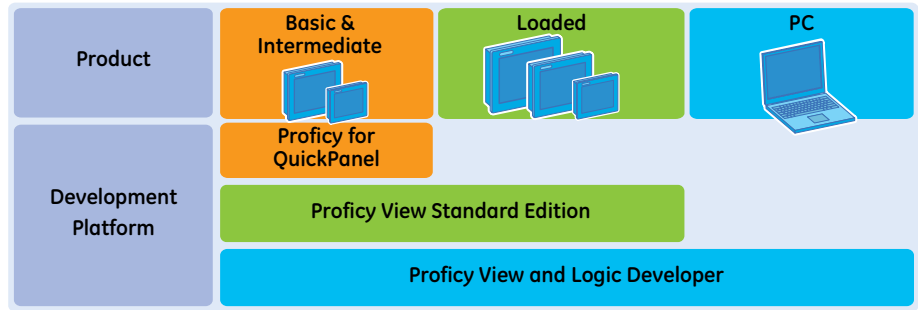 Product
Basic &
Intermediate
Loaded
PC
Development
Platform
Proficy for
QuickPanel
Proficy View Standard Edition
Proficy View and Logic Developer